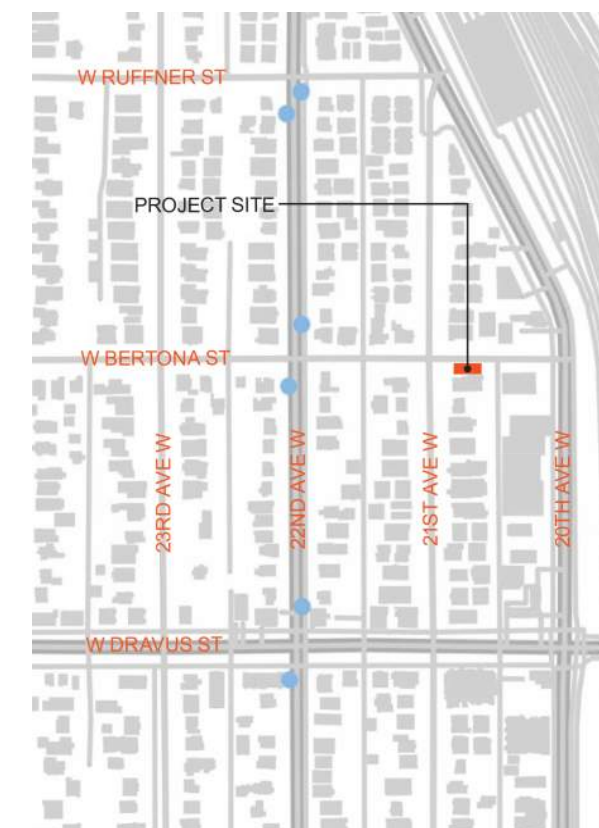 W RUFFNER ST
PROJECT SITE
W BERTONA ST
23RD AVE W
22ND AVE W
21ST AVE W
20TH AVE W
W DRAVUS ST